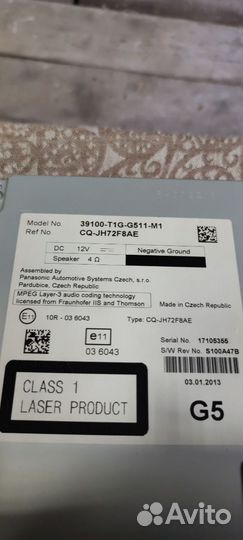 Model No. 39100-T1G-G511-M1
Ref No. CQ-JH72F8AE
DC 12V Negative Ground
Speaker 4 Ω
Assembled by
Panasonic Automotive Systems Czech, s.r.o.
Pardubice, Czech Republic
MPEG Layer-3 audio coding technology
licensed from Fraunhofer IIS and Thomson
Made in Czech Republic
E11 10R - 03 6043 Type: CQ-JH72F8AE
e11
03 6043
Serial No. 17105355
S/W Rev No. S100A47B
03.01.2013
CLASS 1
LASER PRODUCT
G5
Avito